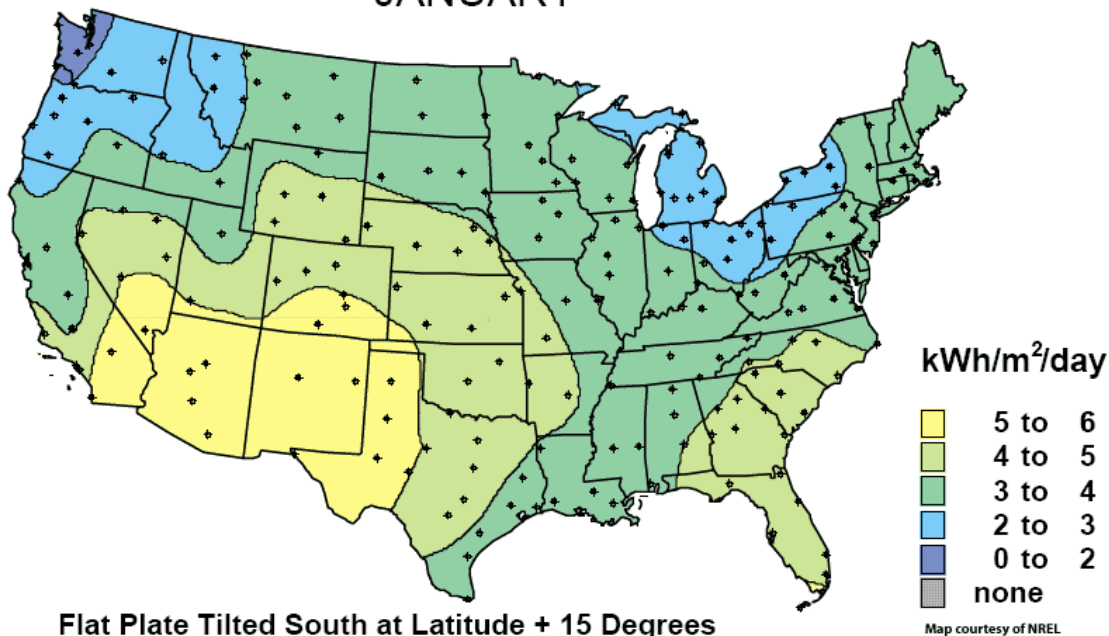 JANUARY
kWh/m²/day
5 to 6
4 to 5
3 to 4
2 to 3
0 to 2
none
Flat Plate Tilted South at Latitude + 15 Degrees
Map courtesy of NREL